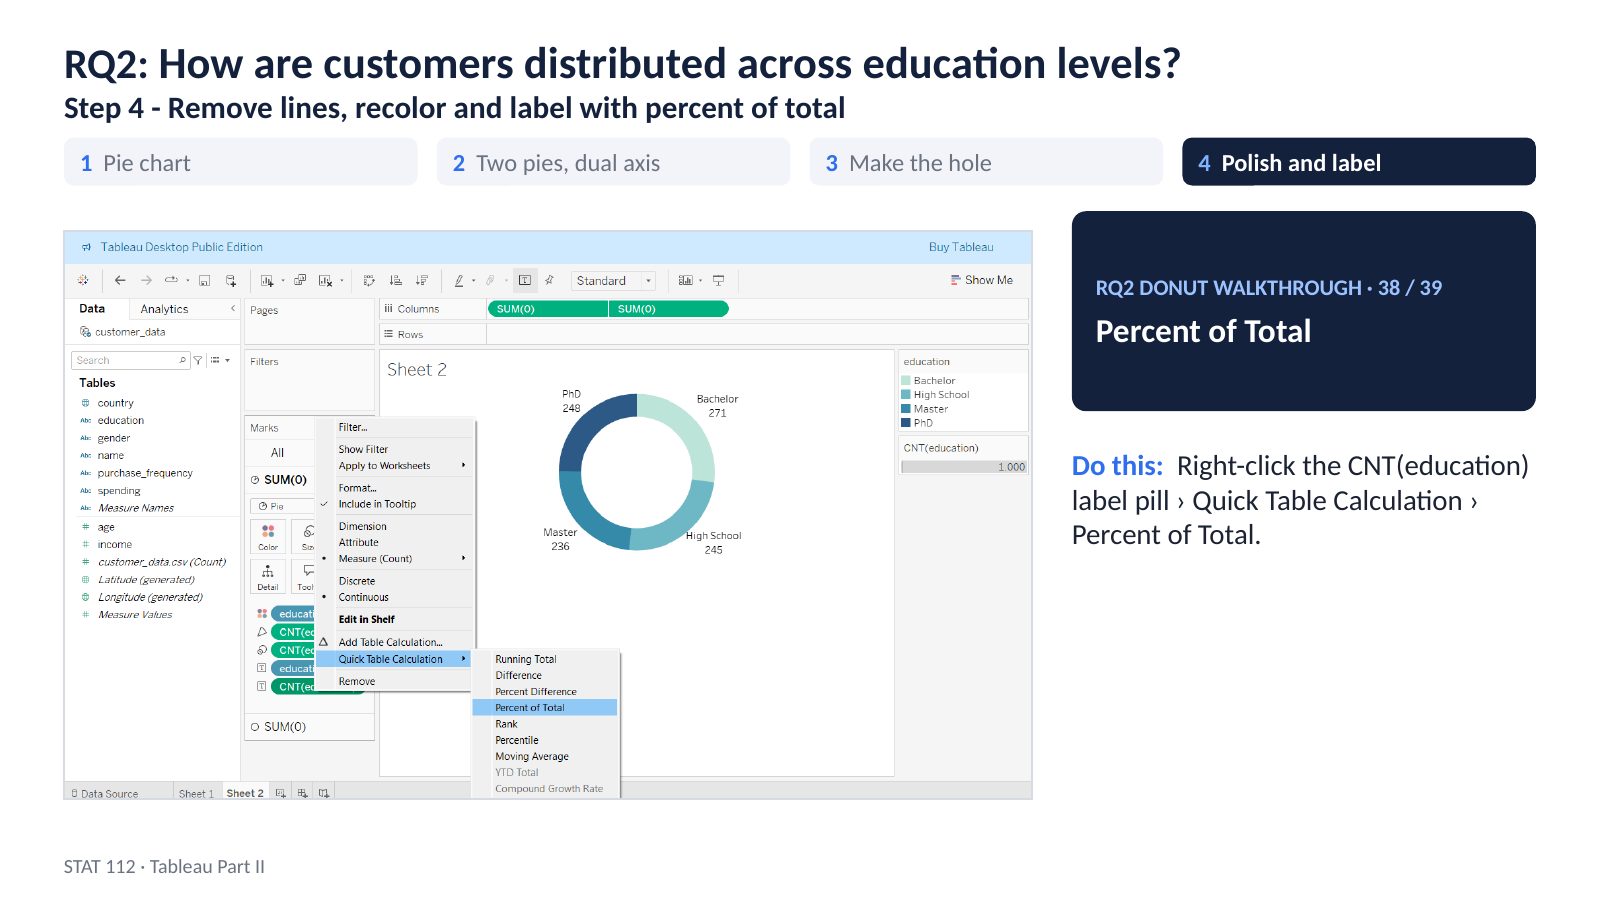 RQ2: How are customers distributed across education levels?
Step 4 - Remove lines, recolor and label with percent of total
1 Pie chart
2 Two pies, dual axis
3 Make the hole
4 Polish and label
Tableau Desktop Public Edition
Buy Tableau
Standard
Show Me
Data
Analytics
customer_data
Search
Tables
country
Abc education
Abc gender
Abc name
Abc purchase_frequency
Abc spending
Abc Measure Names
# age
# income
# customer_data.csv (Count)
Latitude (generated)
Longitude (generated)
# Measure Values
Pages
Filters
Marks
All
SUM(0)
Pie
Color
Detail
SUM(0)
Columns
SUM(0)
SUM(0)
Rows
Sheet 2
PhD
248
Bachelor
271
Master
236
High School
245
Filter...
Show Filter
Apply to Worksheets
Format...
Include in Tooltip
Dimension
Attribute
Measure (Count)
Discrete
Continuous
Edit in Shelf
Add Table Calculation...
Quick Table Calculation
Remove
Running Total
Difference
Percent Difference
Percent of Total
Rank
Percentile
Moving Average
YTD Total
Compound Growth Rate
education
Bachelor
High School
Master
PhD
CNT(education)
1.000
Data Source
Sheet 1
Sheet 2
RQ2 DONUT WALKTHROUGH · 38 / 39
Percent of Total
Do this: Right-click the CNT(education)
label pill › Quick Table Calculation ›
Percent of Total.
STAT 112 · Tableau Part II